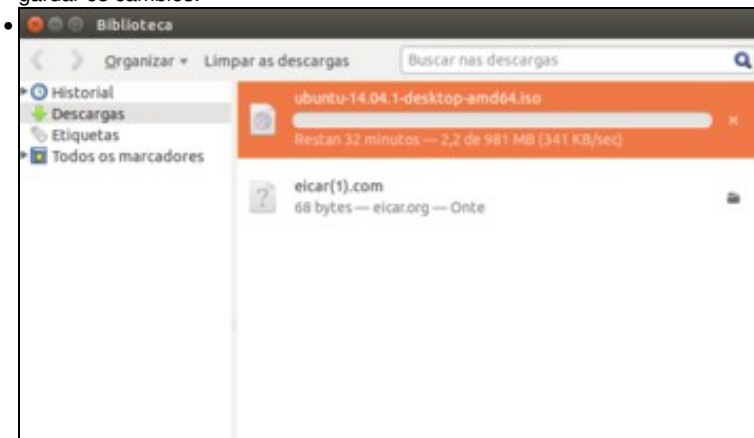 gardar os cambios.
Biblioteca
Organizar Limpar as descargas Buscar nas descargas
Historial
Descargas
Etiquetas
Todos os marcadores
ubuntu-14.04.1-desktop-amd64.iso
Restan 32 minutos — 2,2 de 981 MB (341 KB/sec)
eicar(1).com
68 bytes — eicar.org — Onte